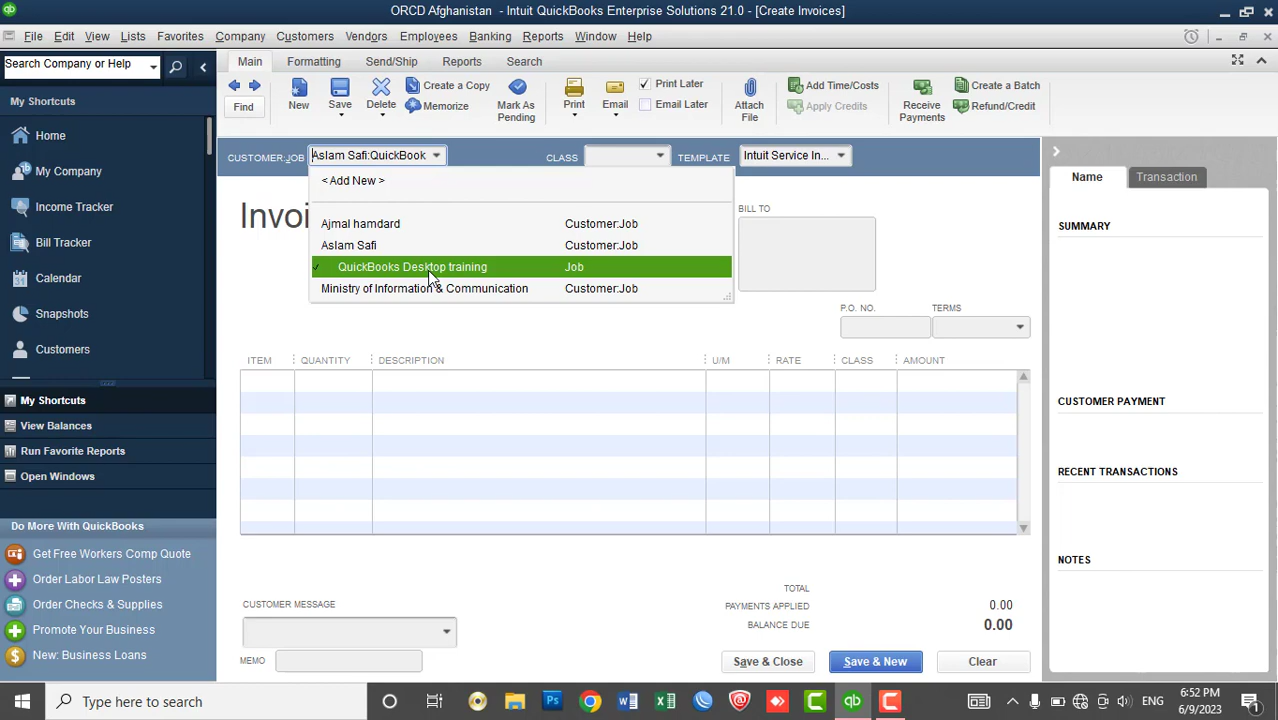 ORCD Afghanistan - Intuit QuickBooks Enterprise Solutions 21.0 - [Create Invoices]
File Edit View Lists Favorites Company Customers Vendors Employees Banking Reports Window Help
Search Company or Help
My Shortcuts
Home
My Company
Income Tracker
Bill Tracker
Calendar
Snapshots
Customers
My Shortcuts
View Balances
Run Favorite Reports
Open Windows
Do More With QuickBooks
Get Free Workers Comp Quote
Order Labor Law Posters
Order Checks & Supplies
Promote Your Business
New: Business Loans
Main Formatting Send/Ship Reports Search
Find
New
Save
Delete
Create a Copy
Memorize
Mark As
Pending
Print
Email
Print Later
Email Later
Attach
File
Add Time/Costs
Apply Credits
Receive
Payments
Create a Batch
Refund/Credit
CUSTOMER:JOB Aslam Safi:QuickBook CLASS TEMPLATE Intuit Service In...
< Add New >
Ajmal hamdard Customer:Job
Aslam Safi Customer:Job
QuickBooks Desktop training Job
Ministry of Information & Communication Customer:Job
Invoi
BILL TO
P.O. NO. TERMS
ITEM QUANTITY DESCRIPTION U/M RATE CLASS AMOUNT
TOTAL
PAYMENTS APPLIED 0.00
BALANCE DUE 0.00
CUSTOMER MESSAGE
MEMO
Save & Close Save & New Clear
Name Transaction
SUMMARY
CUSTOMER PAYMENT
RECENT TRANSACTIONS
NOTES
Type here to search
ENG
6:52 PM
6/9/2023